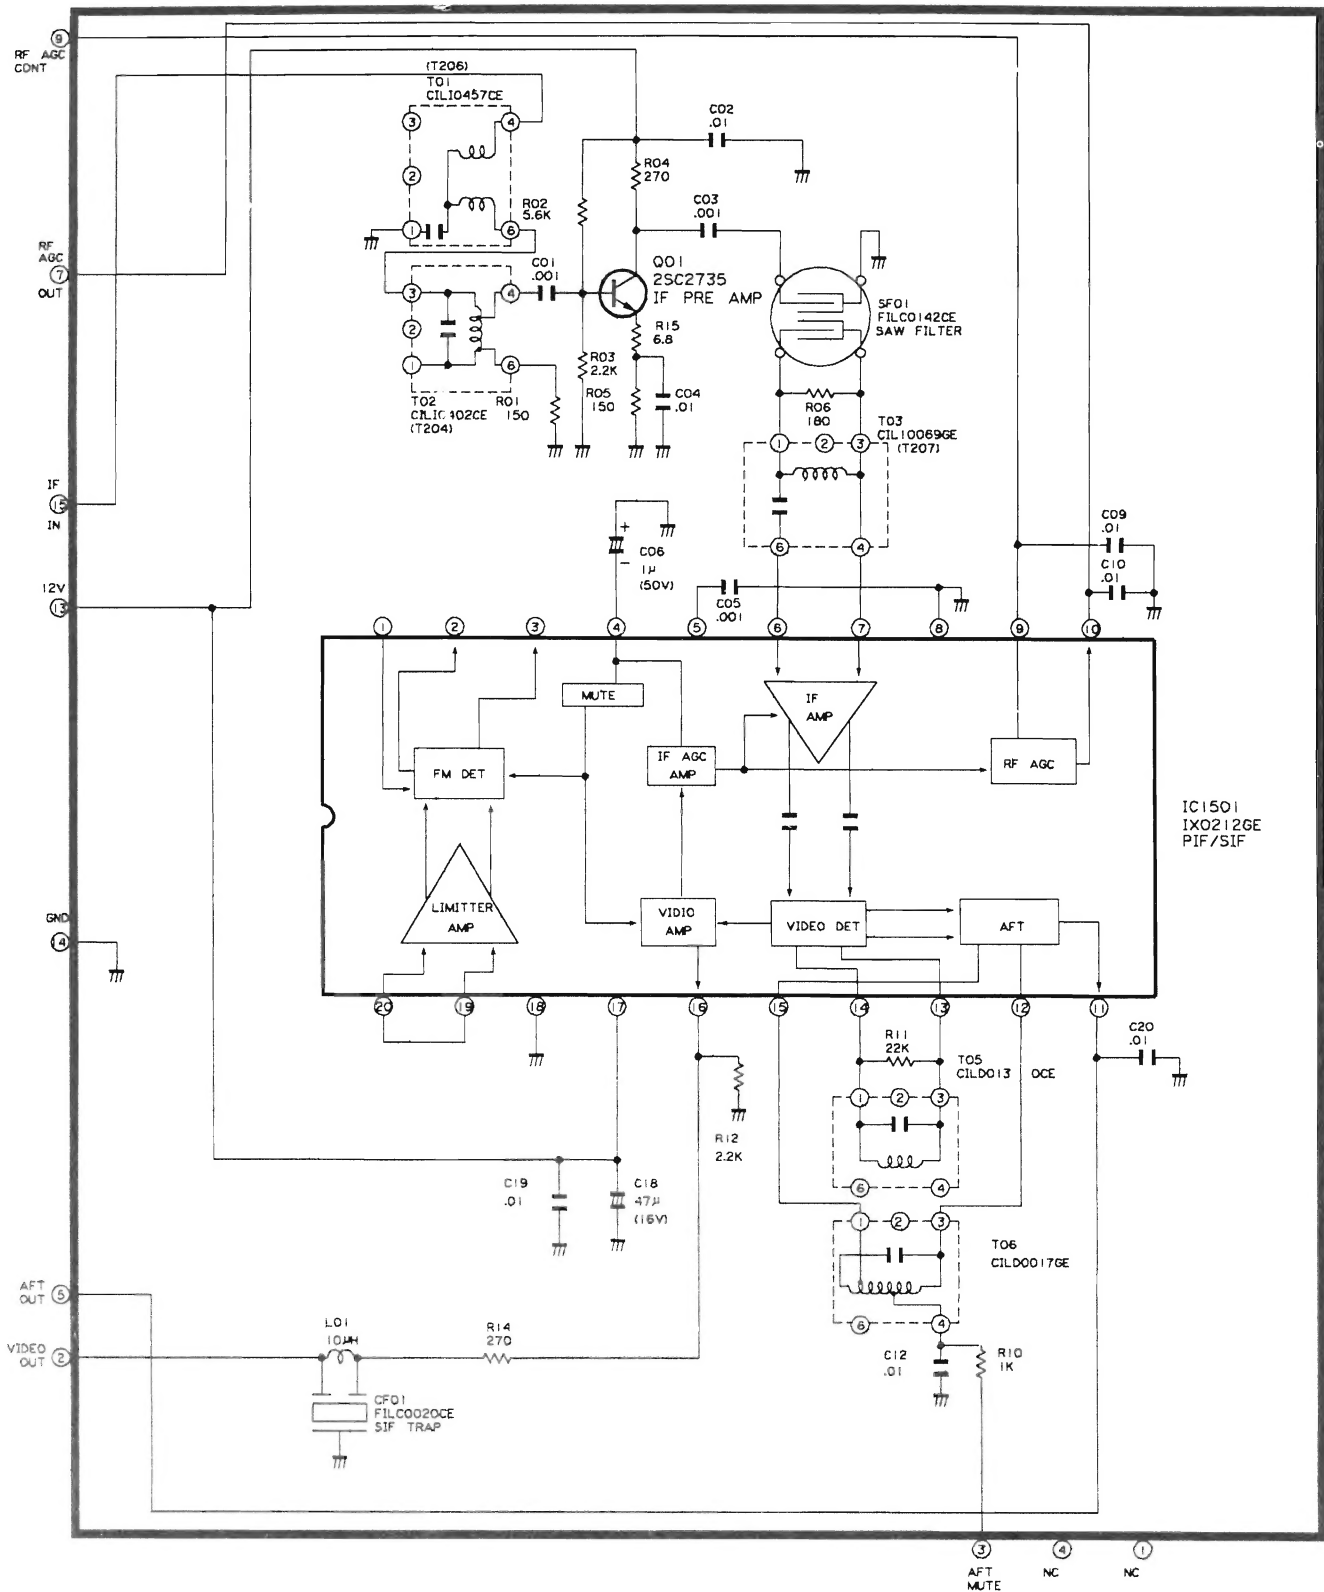 9
RF AGC
CONT
(T206)
T01
CILI0457CE
3
4
2
1
6
R02
5.6K
C02
.01
R04
270
C03
.001
RF
AGC
7
OUT
C01
.001
Q01
2SC2735
IF PRE AMP
3
4
2
1
6
R15
6.8
R03
2.2K
R05
150
C04
.01
SF01
FILC0142CE
SAW FILTER
T02
(T204)
R01
150
R06
180
T03
CILI0069GE
(T207)
1
2
3
6
4
IF
15
IN
C06
1μ
(50V)
+
-
C09
.01
C10
.01
12V
13
C05
.001
1
2
3
4
5
6
7
8
9
10
MUTE
IF
AMP
FM DET
IF AGC
AMP
RF AGC
IC1501
IX0212GE
PIF/SIF
LIMITTER
AMP
VIDIO
AMP
VIDEO DET
AFT
GND
14
20
19
18
17
16
15
14
13
12
11
R11
22K
C20
.01
T05
CILD013 0CE
1
2
3
6
4
R12
2.2K
C19
.01
C18
47μ
(16V)
1
2
3
T06
CILD0017GE
6
4
AFT
OUT
5
VIDEO
OUT
2
L01
10μH
R14
270
C12
.01
R10
1K
CF01
FILC0020CE
SIF TRAP
3
AFT
MUTE
4
NC
1
NC